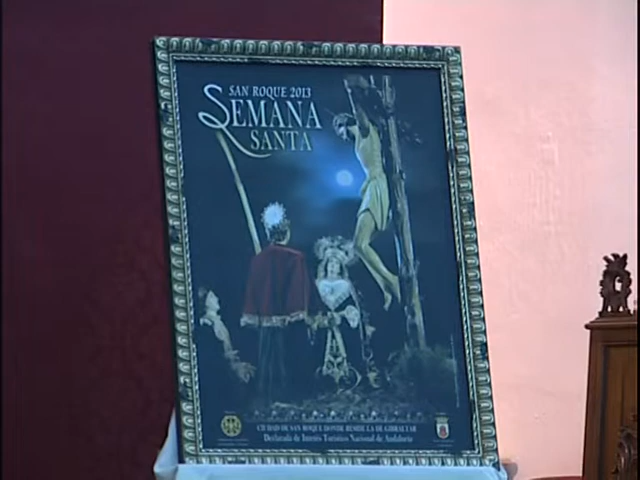 SAN ROQUE 2013
SEMANA
SANTA
CIUDAD DE SAN ROQUE DONDE RESIDE LA DE GIBRALTAR
Declarada de Interés Turístico Nacional de Andalucía